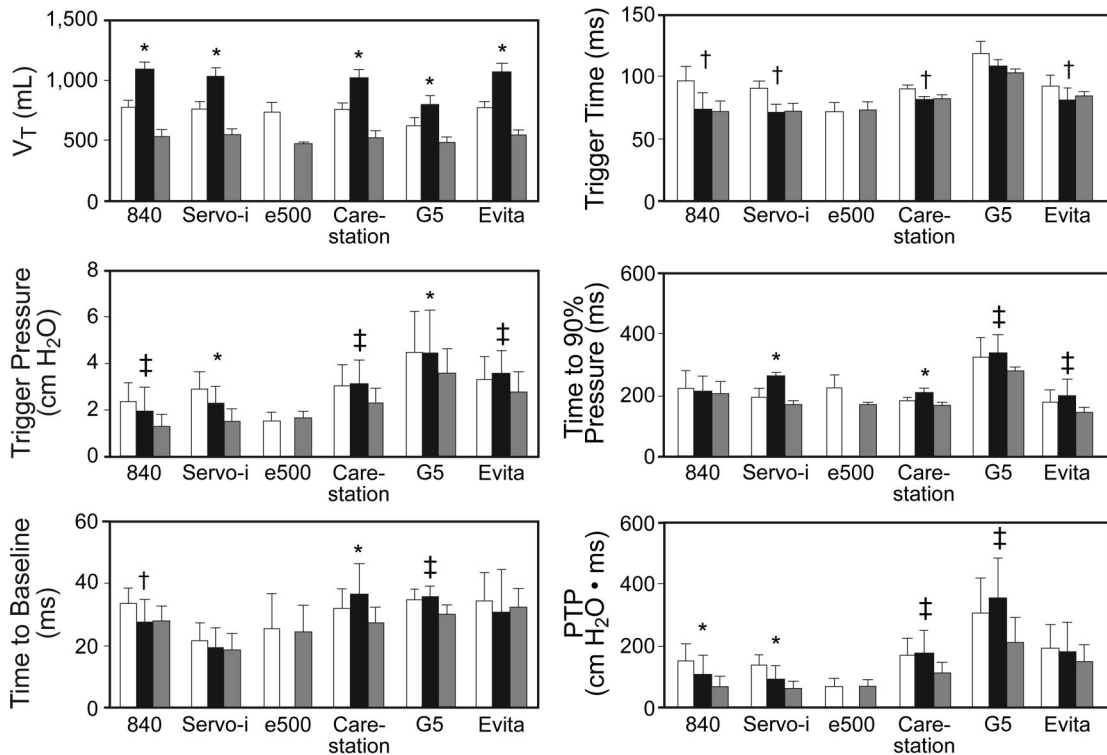 VT (mL)
1,500
1,000
500
0
* * * * *
840 Servo-i e500 Care-station G5 Evita
Trigger Time (ms)
150
100
50
0
† † † †
840 Servo-i e500 Care-station G5 Evita
Trigger Pressure
(cm H2O)
8
6
4
2
0
‡ * ‡ * ‡
840 Servo-i e500 Care-station G5 Evita
Time to 90%
Pressure (ms)
600
400
200
0
* * ‡ ‡
840 Servo-i e500 Care-station G5 Evita
Time to Baseline
(ms)
60
40
20
0
† * ‡
840 Servo-i e500 Care-station G5 Evita
PTP
(cm H2O • ms)
600
400
200
0
* * ‡ ‡
840 Servo-i e500 Care-station G5 Evita